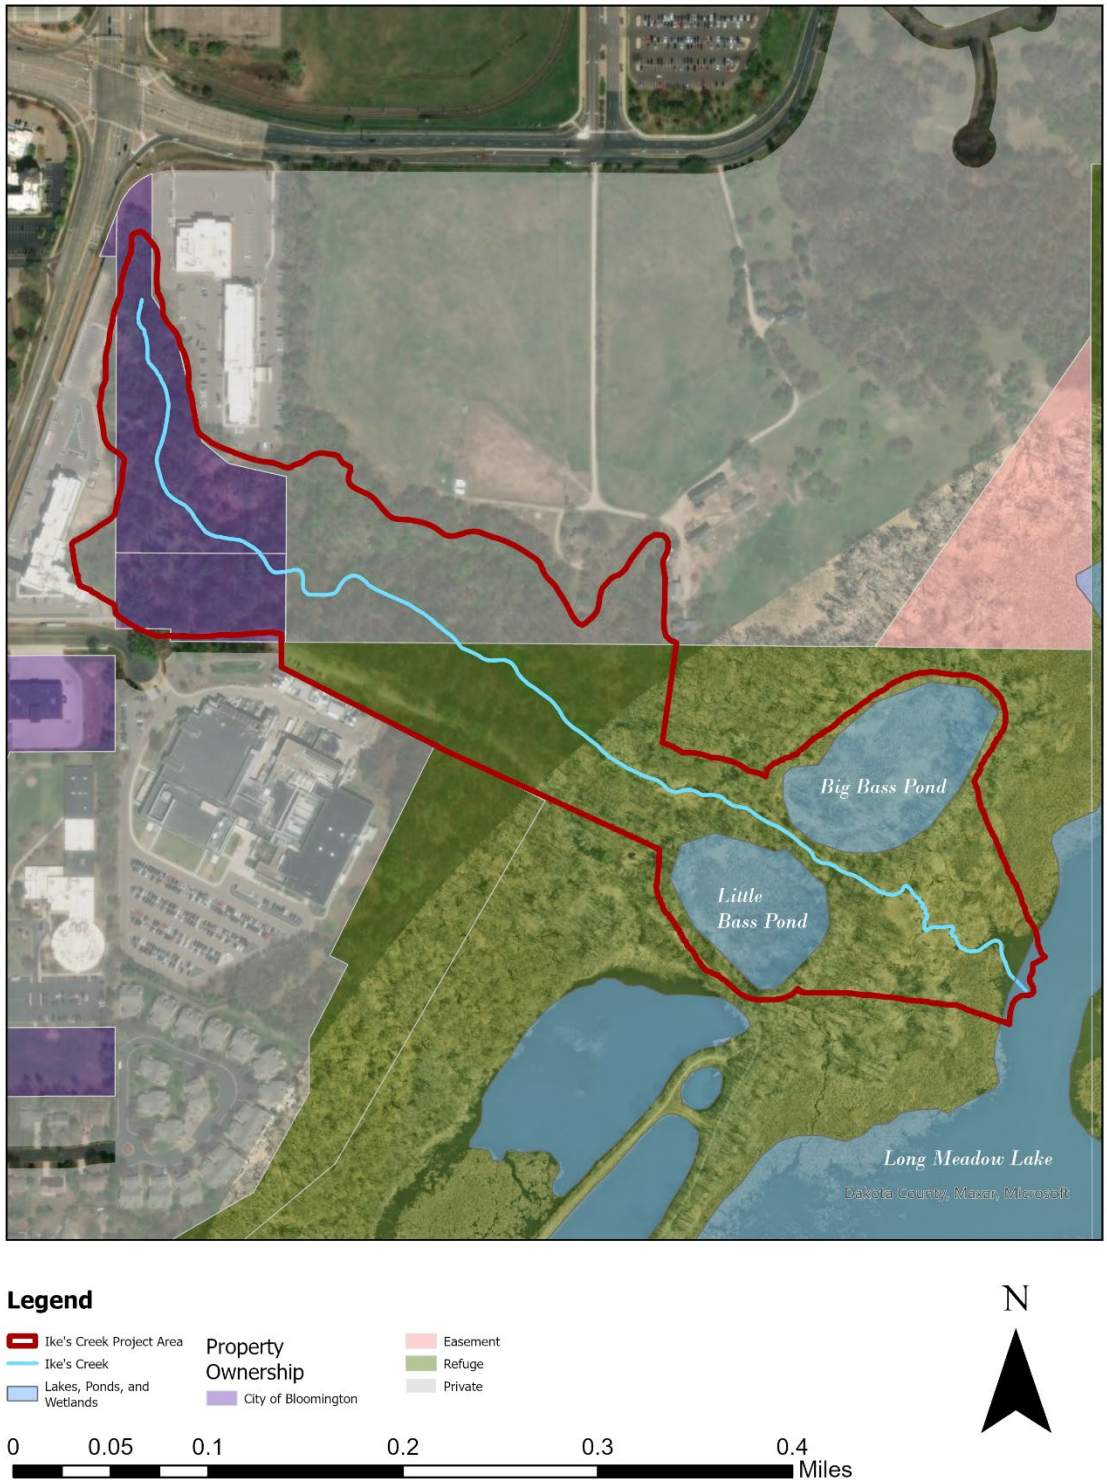 Big Bass Pond
Little
Bass Pond
Long Meadow Lake
Dakota County, Maxar, Microsoft
Legend
Ike's Creek Project Area
Ike's Creek
Lakes, Ponds, and
Wetlands
Property
Ownership
City of Bloomington
Easement
Refuge
Private
N
0 0.05 0.1 0.2 0.3 0.4
Miles